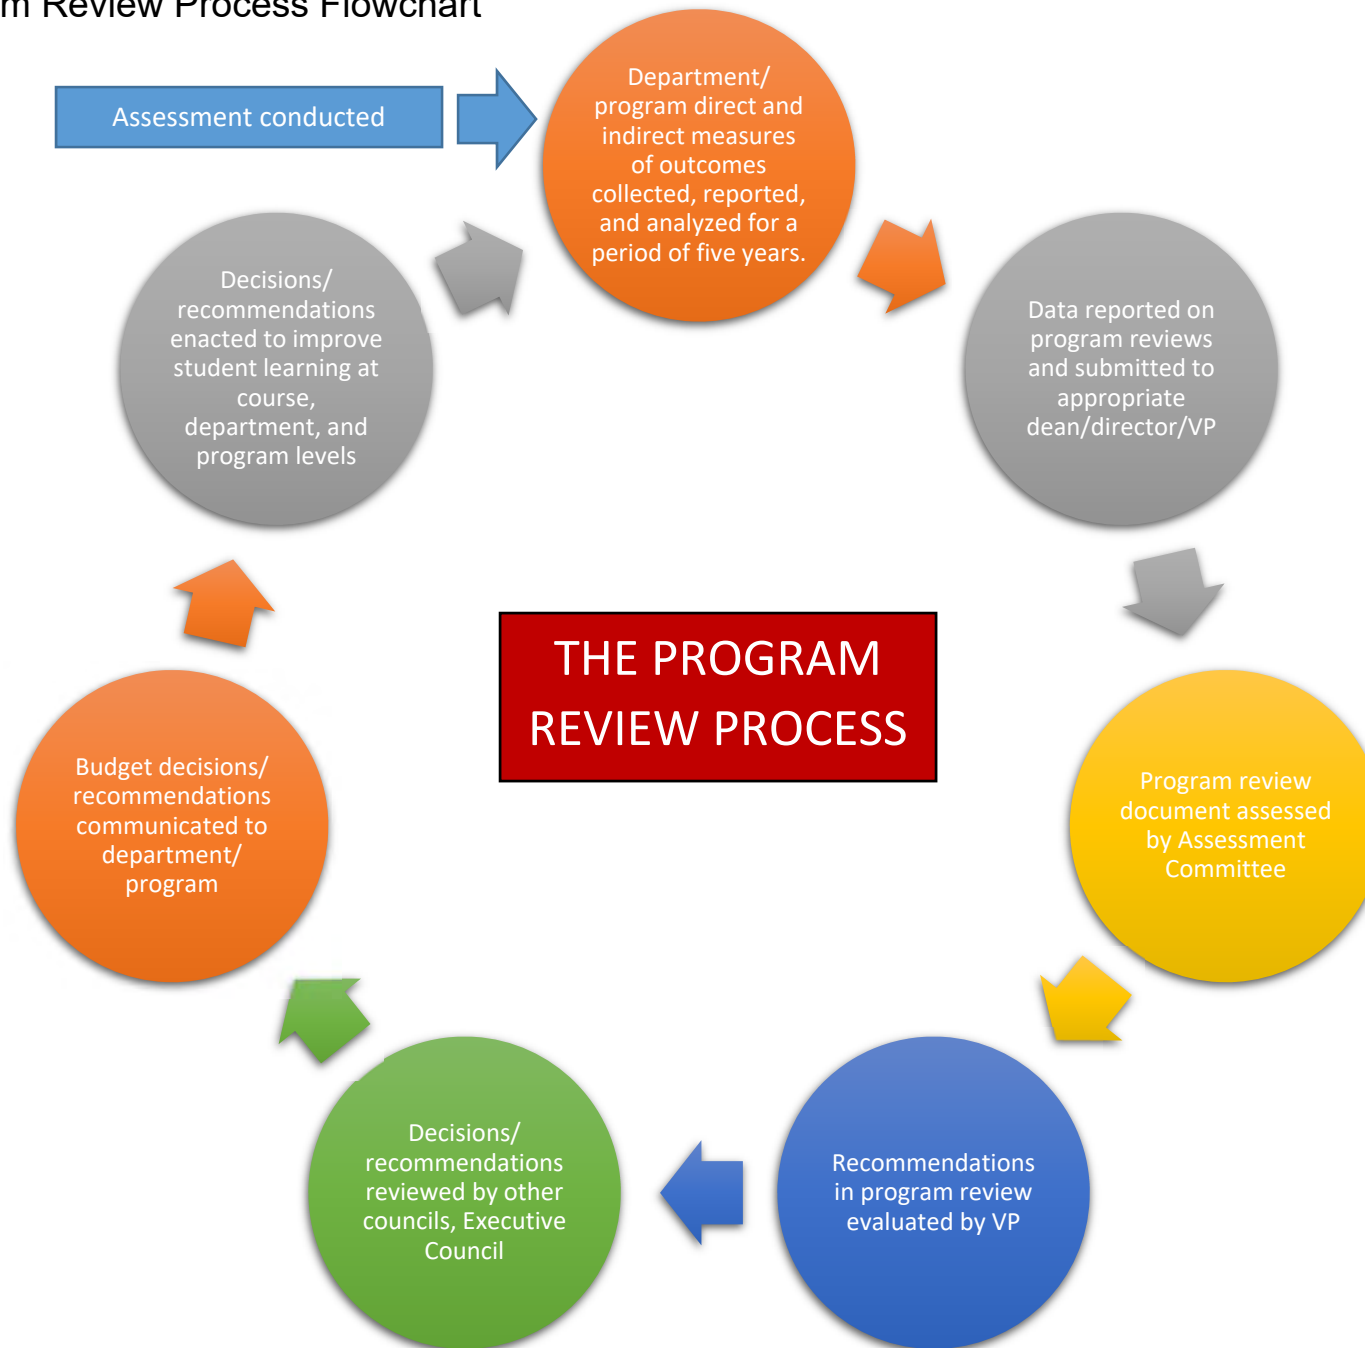 m Review Process Flowchart
Assessment conducted
Department/
program direct and
indirect measures
of outcomes
collected, reported,
and analyzed for a
period of five years.
Data reported on
program reviews
and submitted to
appropriate
dean/director/VP
Program review
document assessed
by Assessment
Committee
Recommendations
in program review
evaluated by VP
Decisions/
recommendations
reviewed by other
councils, Executive
Council
Budget decisions/
recommendations
communicated to
department/
program
Decisions/
recommendations
enacted to improve
student learning at
course,
department, and
program levels
THE PROGRAM
REVIEW PROCESS